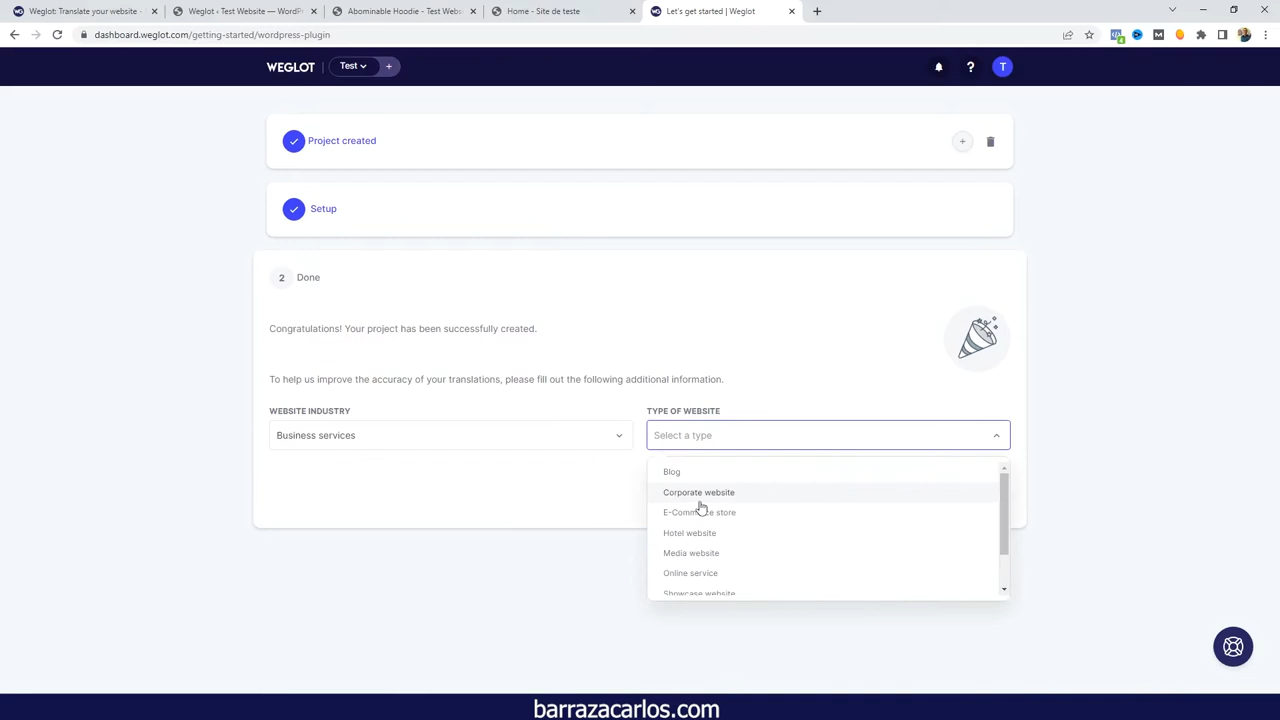 Weglot: Translate your website -
Weglot ‹ Test Website — WordPr
Abominable Hoodie - Test Webs
Home - Site de teste
Let's get started | Weglot
dashboard.weglot.com/getting-started/wordpress-plugin
WEGLOT
Test
T
Project created
Setup
2 Done
Congratulations! Your project has been successfully created.
To help us improve the accuracy of your translations, please fill out the following additional information.
WEBSITE INDUSTRY
TYPE OF WEBSITE
Business services
Select a type
Blog
Corporate website
E-Commerce store
Hotel website
Media website
Online service
Showcase website
barrazacarlos.com